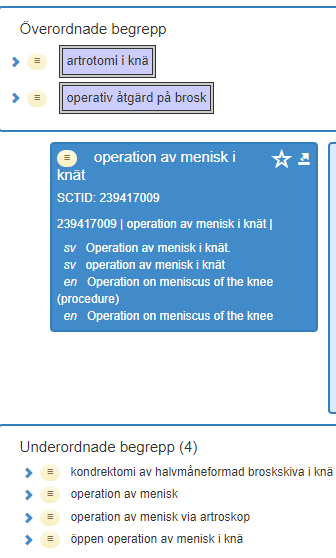 Överordnade begrepp
artrotomi i knä
operativ åtgärd på brosk
operation av menisk i
knät
SCTID: 239417009
239417009 | operation av menisk i knät |
sv Operation av menisk i knät.
sv operation av menisk i knät
en Operation on meniscus of the knee
(procedure)
en Operation on meniscus of the knee
Underordnade begrepp (4)
kondrektomi av halvmåneformad broskskiva i knä
operation av menisk
operation av menisk via artroskop
öppen operation av menisk i knä